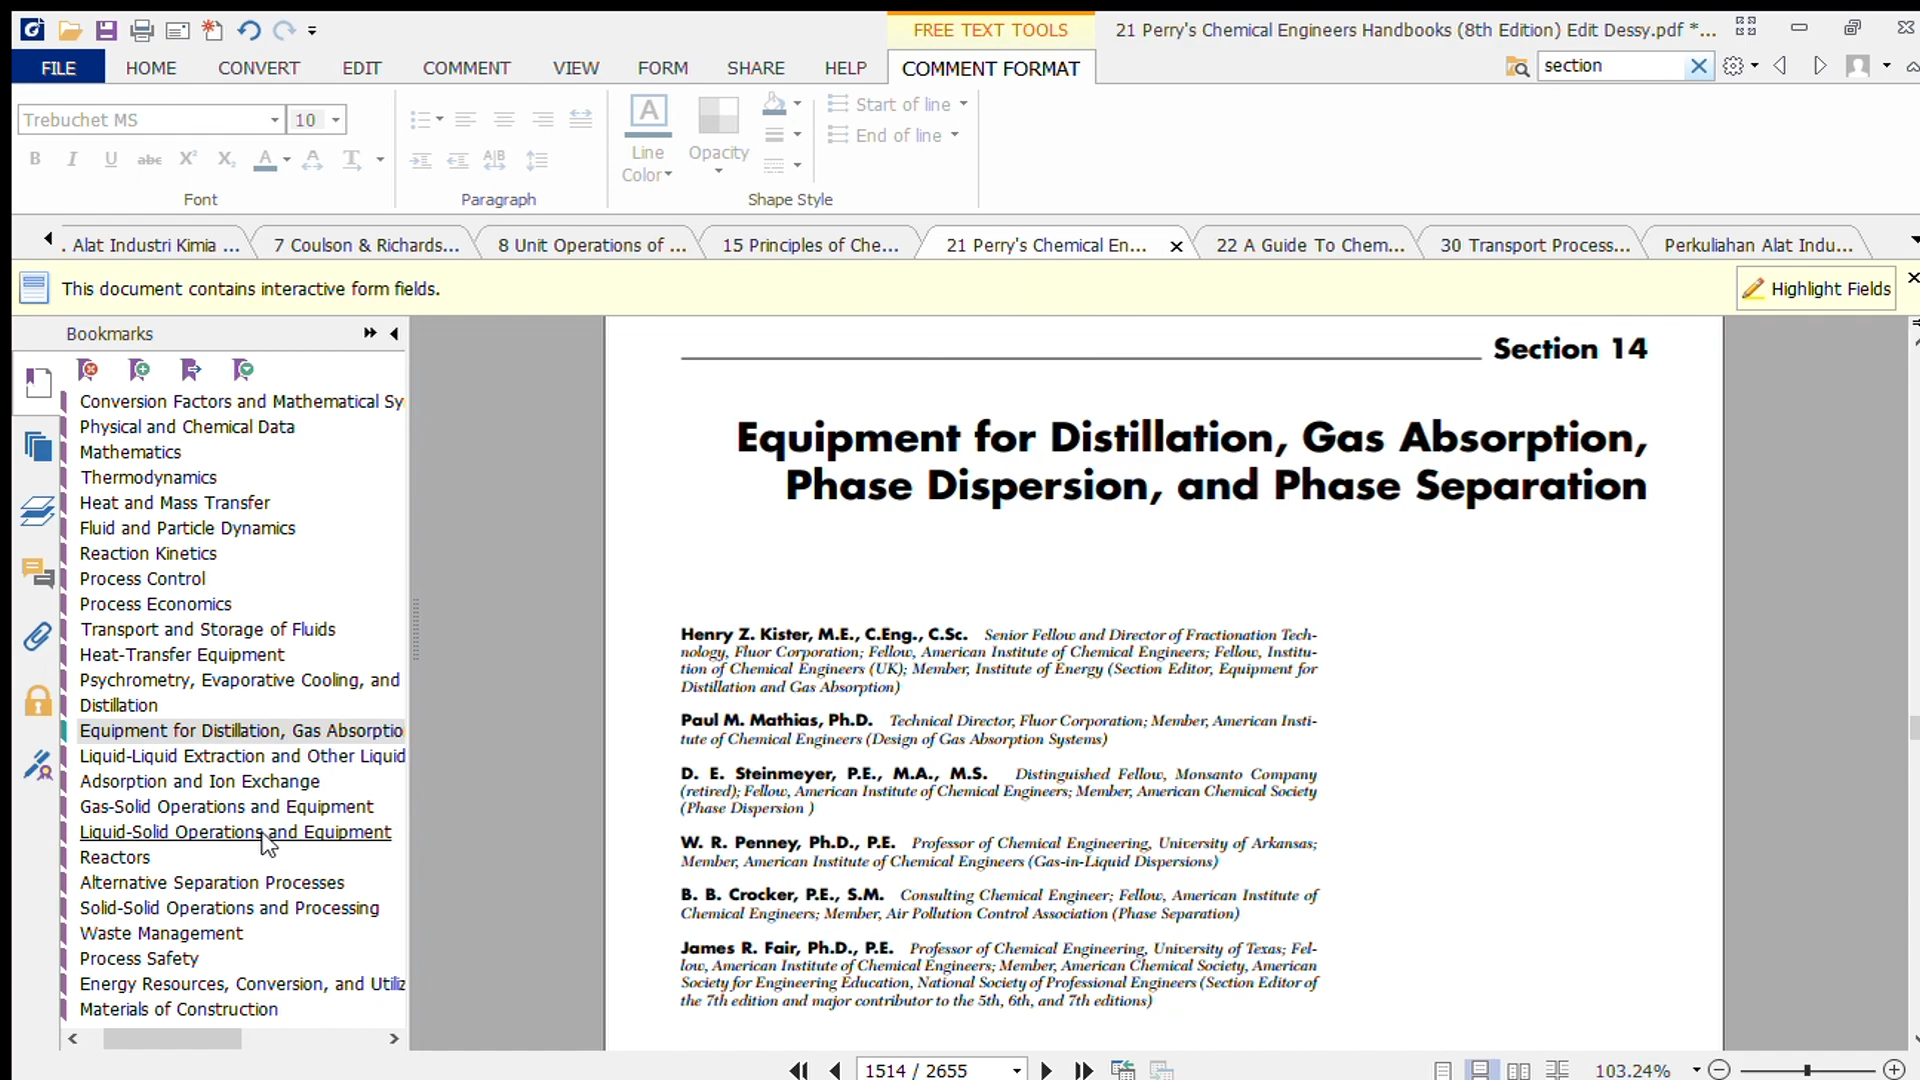 FREE TEXT TOOLS
21 Perry's Chemical Engineers Handbooks (8th Edition) Edit Dessy.pdf *...
FILE HOME CONVERT EDIT COMMENT VIEW FORM SHARE HELP COMMENT FORMAT
section
Trebuchet MS 10
Start of line
End of line
B I U abc X² X₂ A A T A|B
Line
Color
Opacity
Font Paragraph Shape Style
. Alat Industri Kimia ... 7 Coulson & Richards... 8 Unit Operations of ... 15 Principles of Che... 21 Perry's Chemical En... 22 A Guide To Chem... 30 Transport Process... Perkuliahan Alat Indu...
This document contains interactive form fields.
Highlight Fields
Bookmarks
Conversion Factors and Mathematical Sy
Physical and Chemical Data
Mathematics
Thermodynamics
Heat and Mass Transfer
Fluid and Particle Dynamics
Reaction Kinetics
Process Control
Process Economics
Transport and Storage of Fluids
Heat-Transfer Equipment
Psychrometry, Evaporative Cooling, and
Distillation
Equipment for Distillation, Gas Absorptio
Liquid-Liquid Extraction and Other Liquid
Adsorption and Ion Exchange
Gas-Solid Operations and Equipment
Liquid-Solid Operations and Equipment
Reactors
Alternative Separation Processes
Solid-Solid Operations and Processing
Waste Management
Process Safety
Energy Resources, Conversion, and Utiliz
Materials of Construction
Section 14
Equipment for Distillation, Gas Absorption,
Phase Dispersion, and Phase Separation
Henry Z. Kister, M.E., C.Eng., C.Sc. Senior Fellow and Director of Fractionation Tech-
nology, Fluor Corporation; Fellow, American Institute of Chemical Engineers; Fellow, Institu-
tion of Chemical Engineers (UK); Member, Institute of Energy (Section Editor, Equipment for
Distillation and Gas Absorption)
Paul M. Mathias, Ph.D. Technical Director, Fluor Corporation; Member, American Insti-
tute of Chemical Engineers (Design of Gas Absorption Systems)
D. E. Steinmeyer, P.E., M.A., M.S. Distinguished Fellow, Monsanto Company
(retired); Fellow, American Institute of Chemical Engineers; Member, American Chemical Society
(Phase Dispersion )
W. R. Penney, Ph.D., P.E. Professor of Chemical Engineering, University of Arkansas;
Member, American Institute of Chemical Engineers (Gas-in-Liquid Dispersions)
B. B. Crocker, P.E., S.M. Consulting Chemical Engineer; Fellow, American Institute of
Chemical Engineers; Member, Air Pollution Control Association (Phase Separation)
James R. Fair, Ph.D., P.E. Professor of Chemical Engineering, University of Texas; Fel-
low, American Institute of Chemical Engineers; Member, American Chemical Society, American
Society for Engineering Education, National Society of Professional Engineers (Section Editor of
the 7th edition and major contributor to the 5th, 6th, and 7th editions)
1514 / 2655
103.24%